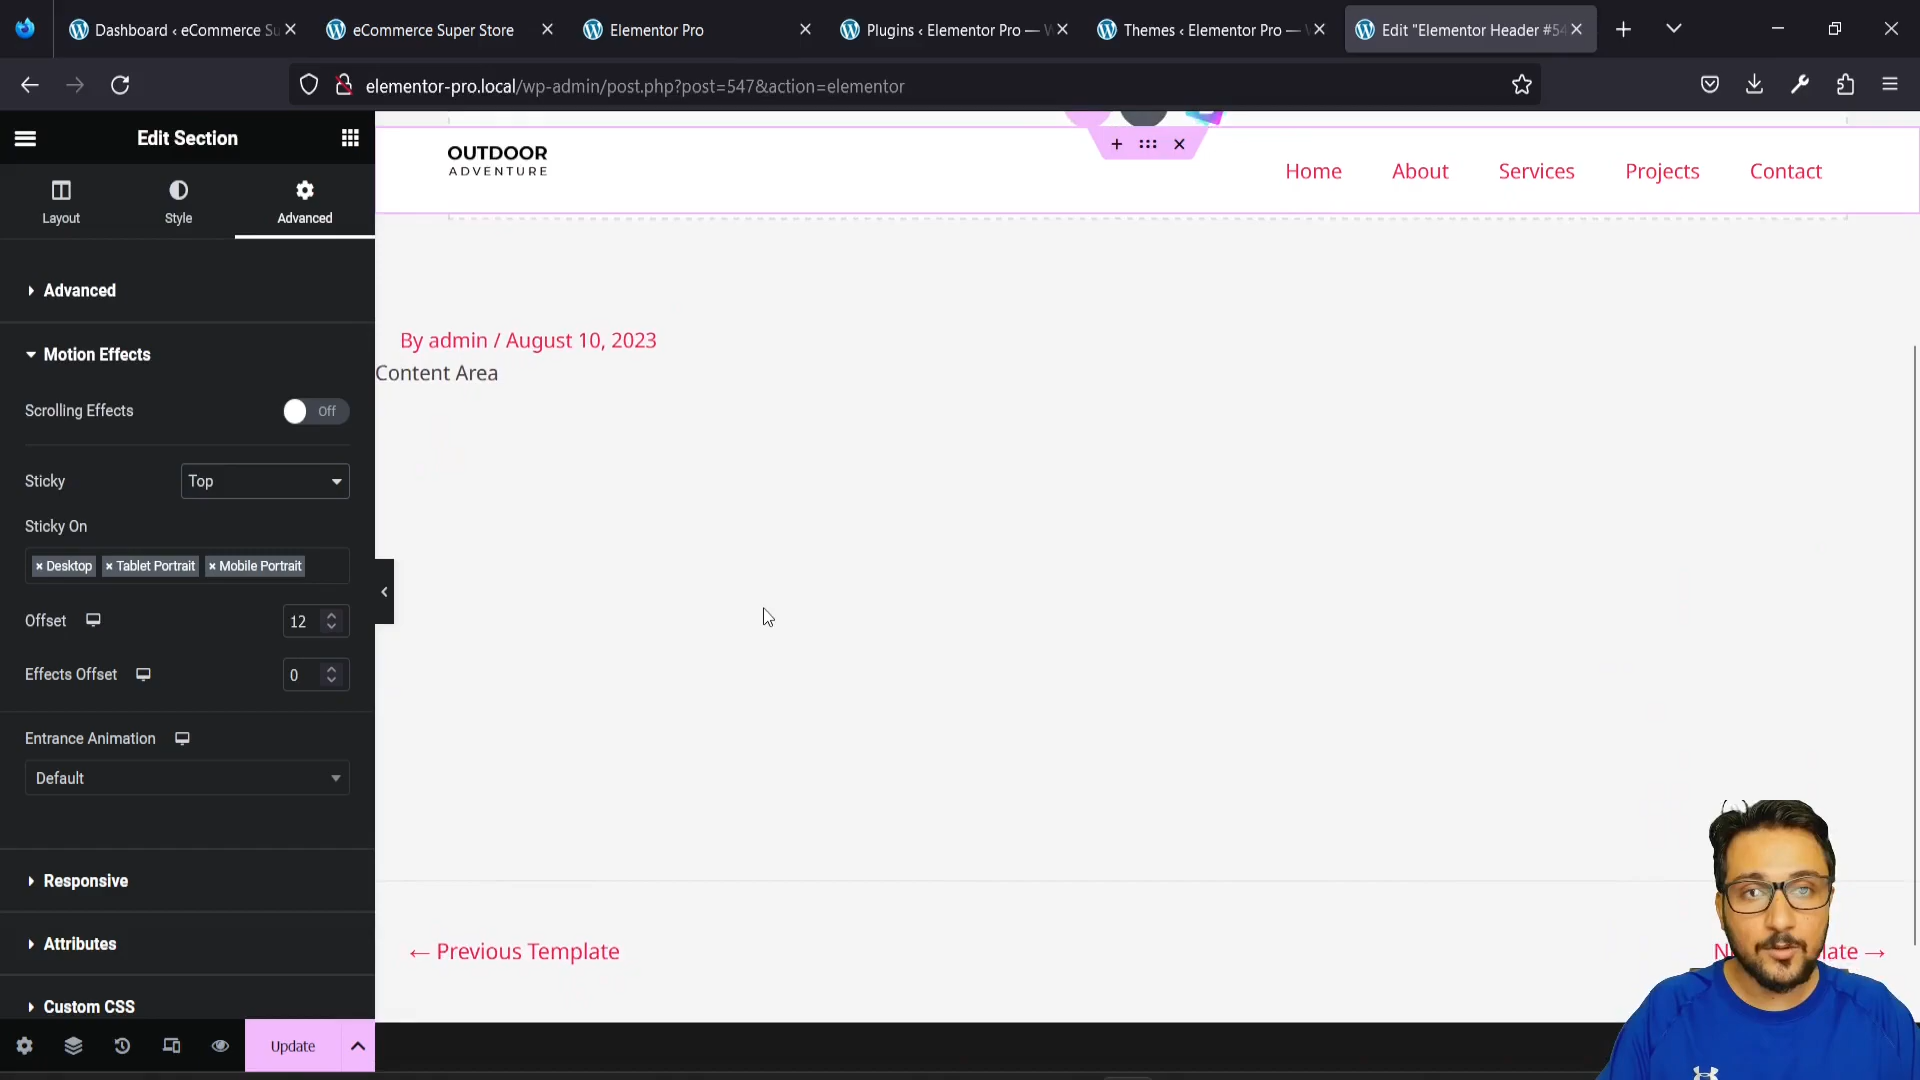 Dashboard ‹ eCommerce Su
eCommerce Super Store
Elementor Pro
Plugins ‹ Elementor Pro — W
Themes ‹ Elementor Pro —
Edit "Elementor Header #54
elementor-pro.local/wp-admin/post.php?post=547&action=elementor
Edit Section
Layout
Style
Advanced
Advanced
Motion Effects
Scrolling Effects
Off
Sticky
Top
Sticky On
× Desktop
× Tablet Portrait
× Mobile Portrait
Offset
12
Effects Offset
0
Entrance Animation
Default
Responsive
Attributes
Custom CSS
Update
OUTDOOR
ADVENTURE
Home
About
Services
Projects
Contact
By admin / August 10, 2023
Content Area
← Previous Template
N
late →